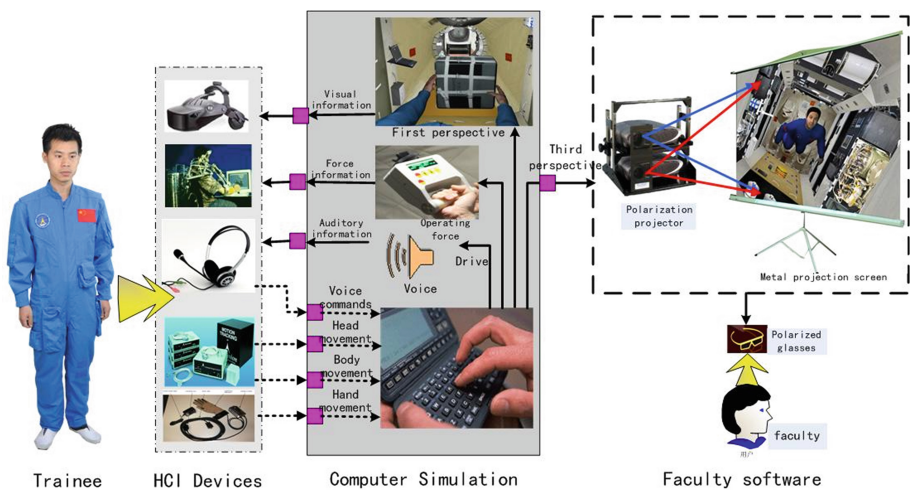 Visual
information
First perspective
Force
information
Operating
force
Auditory
information
Drive
Voice
Voice
commands
Head
movement
Body
movement
Hand
movement
MOTION
TRACKING
Third
perspective
Polarization
projector
Metal projection screen
Polarized
glasses
faculty
用户
Trainee
HCI Devices
Computer Simulation
Faculty software